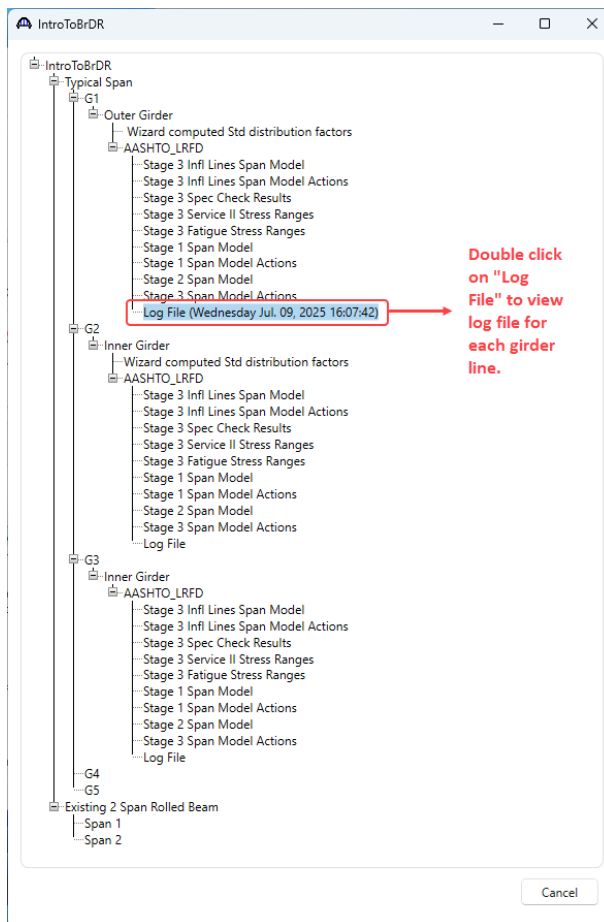 IntroToBrDR
IntroToBrDR
Typical Span
G1
Outer Girder
Wizard computed Std distribution factors
AASHTO_LRFD
Stage 3 Infl Lines Span Model
Stage 3 Infl Lines Span Model Actions
Stage 3 Spec Check Results
Stage 3 Service II Stress Ranges
Stage 3 Fatigue Stress Ranges
Stage 1 Span Model
Stage 1 Span Model Actions
Stage 2 Span Model
Stage 3 Span Model Actions
Log File (Wednesday Jul. 09, 2025 16:07:42)
Double click
on "Log
File" to view
log file for
each girder
line.
G2
Inner Girder
Wizard computed Std distribution factors
AASHTO_LRFD
Stage 3 Infl Lines Span Model
Stage 3 Infl Lines Span Model Actions
Stage 3 Spec Check Results
Stage 3 Service II Stress Ranges
Stage 3 Fatigue Stress Ranges
Stage 1 Span Model
Stage 1 Span Model Actions
Stage 2 Span Model
Stage 3 Span Model Actions
Log File
G3
Inner Girder
AASHTO_LRFD
Stage 3 Infl Lines Span Model
Stage 3 Infl Lines Span Model Actions
Stage 3 Spec Check Results
Stage 3 Service II Stress Ranges
Stage 3 Fatigue Stress Ranges
Stage 1 Span Model
Stage 1 Span Model Actions
Stage 2 Span Model
Stage 3 Span Model Actions
Log File
G4
G5
Existing 2 Span Rolled Beam
Span 1
Span 2
Cancel